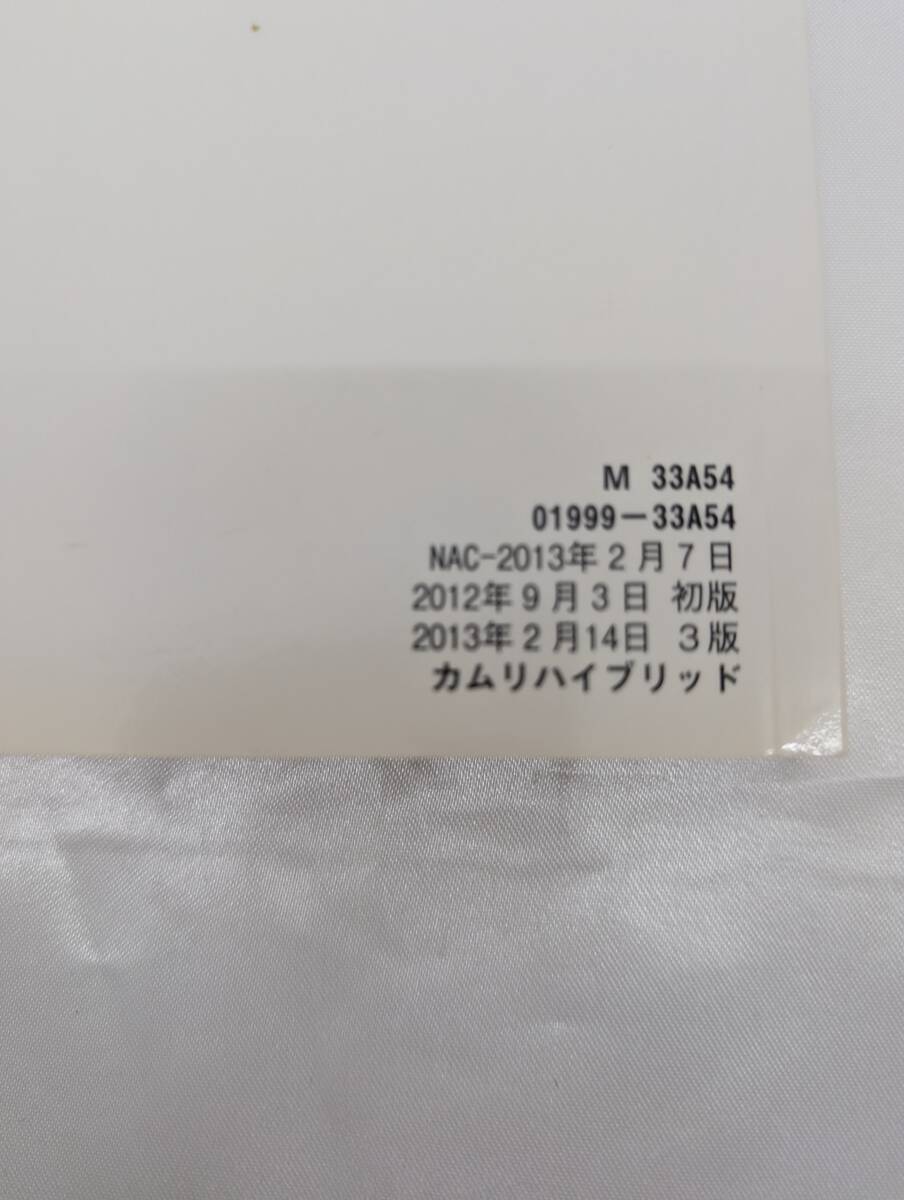 M 33A54
01999-33A54
NAC-2013年2月7日
2012年9月3日 初版
2013年2月14日 3版
カムリハイブリッド